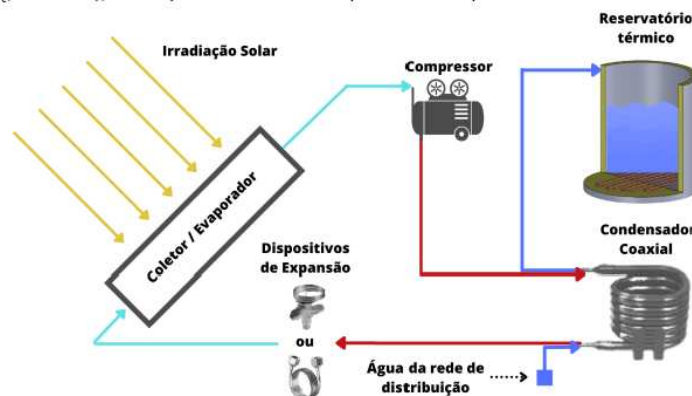 Reservatório
térmico
Irradiação Solar
Compressor
Coletor / Evaporador
Dispositivos
de Expansão
ou
Condensador
Coaxial
Água da rede de
distribuição